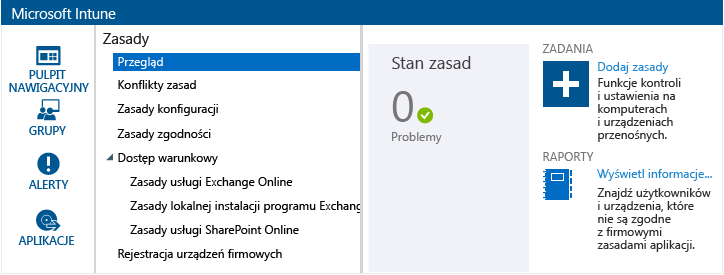 Microsoft Intune
PULPIT
NAWIGACYJNY
GRUPY
ALERTY
APLIKACJE
Zasady
Przegląd
Konflikty zasad
Zasady konfiguracji
Zasady zgodności
Dostęp warunkowy
Zasady usługi Exchange Online
Zasady lokalnej instalacji programu Exchang
Zasady usługi SharePoint Online
Rejestracja urządzeń firmowych
Stan zasad
0
Problemy
ZADANIA
Dodaj zasady
Funkcje kontroli
i ustawienia na
komputerach
i urządzeniach
przenośnych.
RAPORTY
Wyświetl informacje...
Znajdź użytkowników
i urządzenia, które
nie są zgodne
z firmowymi
zasadami aplikacji.